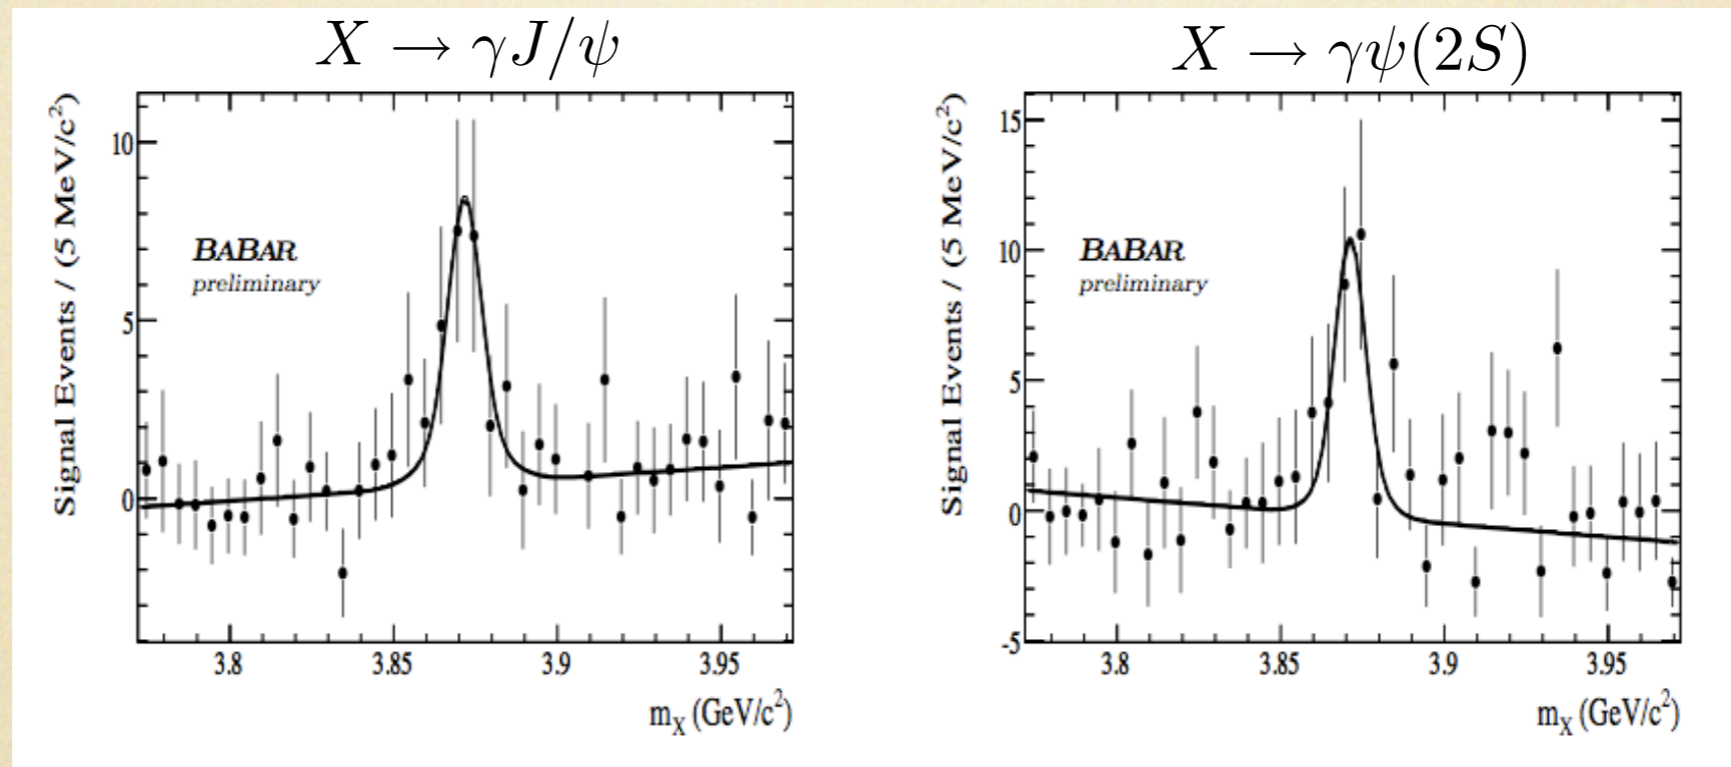 X → γJ/ψ
Signal Events / (5 MeV/c²)
10
5
0
BABAR
preliminary
3.8 3.85 3.9 3.95
m_X (GeV/c²)
X → γψ(2S)
Signal Events / (5 MeV/c²)
15
10
5
0
-5
BABAR
preliminary
3.8 3.85 3.9 3.95
m_X (GeV/c²)